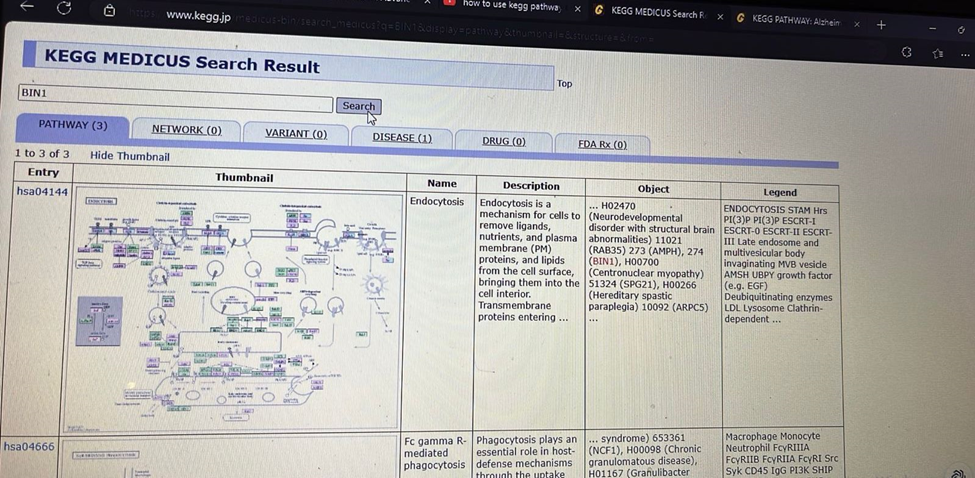 how to use kegg pathway
KEGG MEDICUS Search R
KEGG PATHWAY: Alzheim
www.kegg.jp/medicus-bin/search_medicus?q=BIN1&display=pathway&thumbnail=&structure=&from=
KEGG MEDICUS Search Result
Top
BIN1
Search
PATHWAY (3)
NETWORK (0)
VARIANT (0)
DISEASE (1)
DRUG (0)
FDA Rx (0)
1 to 3 of 3
Hide Thumbnail
Entry
Thumbnail
Name
Description
Object
Legend
hsa04144
Endocytosis
Endocytosis is a
mechanism for cells to
remove ligands,
nutrients, and plasma
membrane (PM)
proteins, and lipids
from the cell surface,
bringing them into the
cell interior.
Transmembrane
proteins entering ...
... H02470
(Neurodevelopmental
disorder with structural brain
abnormalities) 11021
(RAB35) 273 (AMPH), 274
(BIN1), H00700
(Centronuclear myopathy)
51324 (SPG21), H00266
(Hereditary spastic
paraplegia) 10092 (ARPC5)
...
ENDOCYTOSIS STAM Hrs
PI(3)P PI(3)P ESCRT-I
ESCRT-0 ESCRT-II ESCRT-
III Late endosome and
multivesicular body
invaginating MVB vesicle
AMSH UBPY growth factor
(e.g. EGF)
Deubiquitinating enzymes
LDL Lysosome Clathrin-
dependent ...
hsa04666
Fc gamma R-
mediated
phagocytosis
Phagocytosis plays an
essential role in host-
defense mechanisms
through the uptake
... syndrome) 653361
(NCF1), H00098 (Chronic
granulomatous disease),
H01167 (Granulibacter
Macrophage Monocyte
Neutrophil FcγRIIIA
FcγRIIB FcγRIIA FcγRI Src
Syk CD45 IgG PI3K SHIP